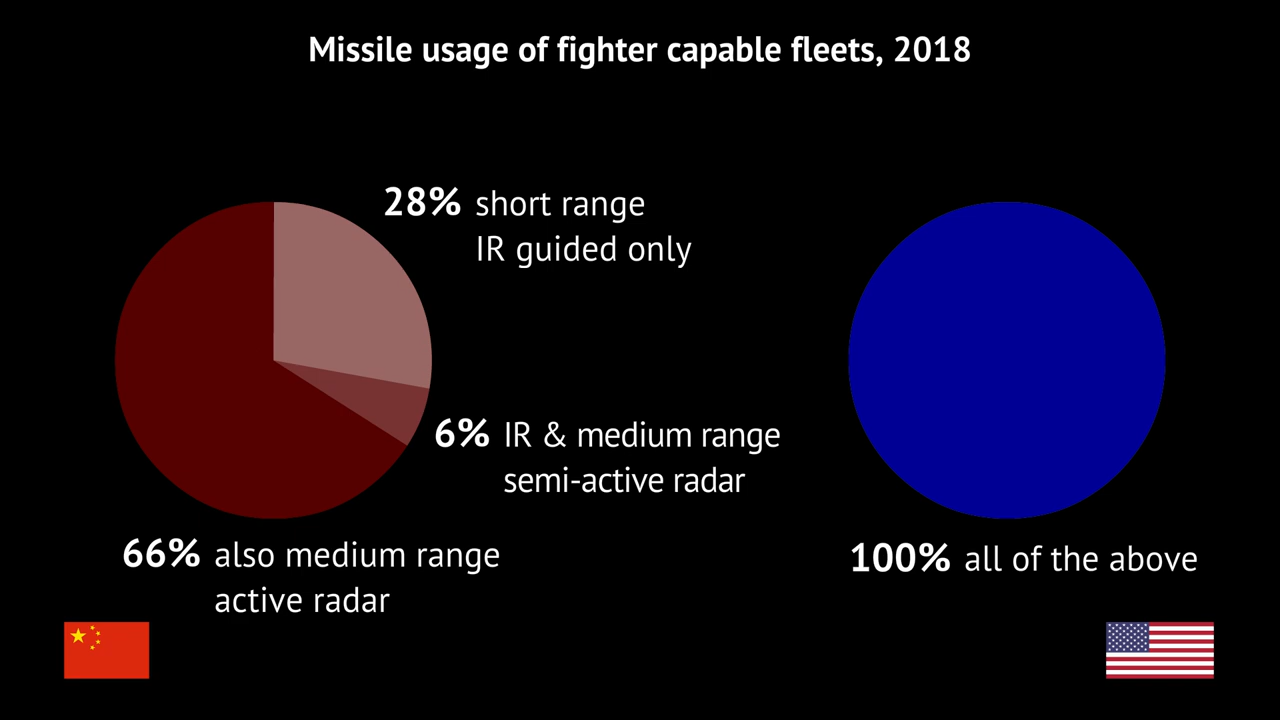 Missile usage of fighter capable fleets, 2018
28% short range
IR guided only
6% IR & medium range
semi-active radar
66% also medium range
active radar
100% all of the above